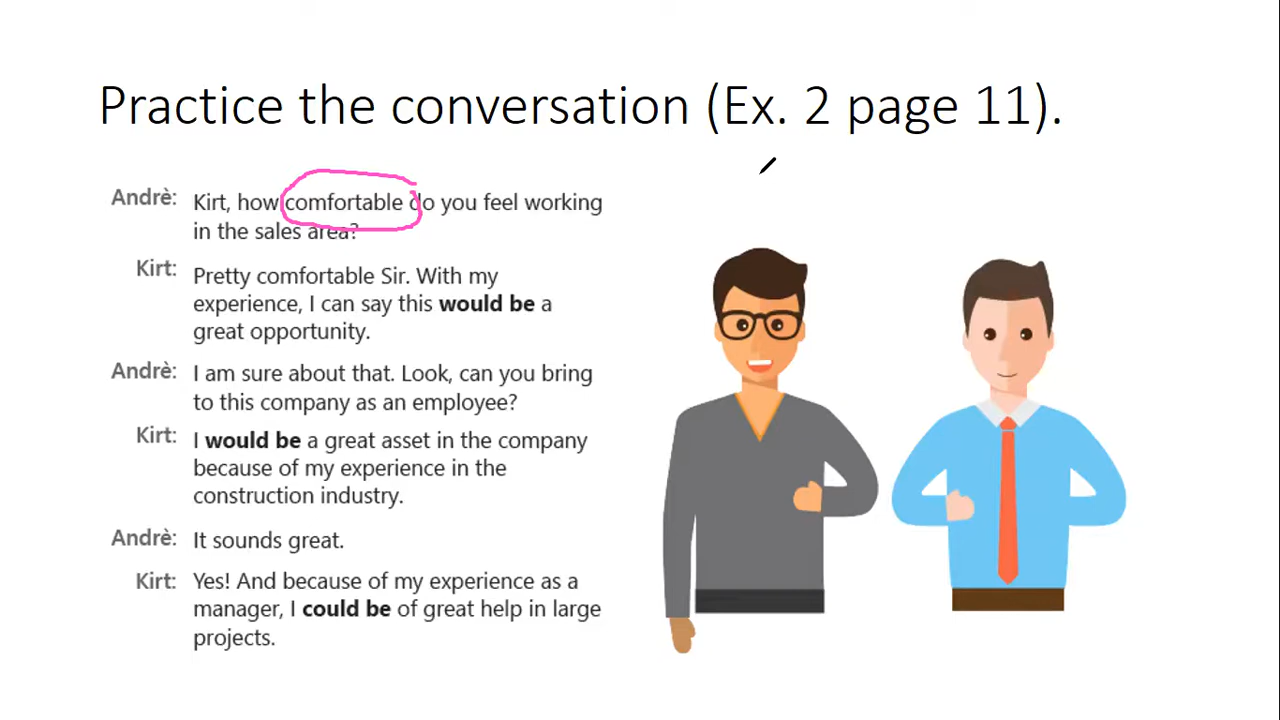 Practice the conversation (Ex. 2 page 11).
Andrè: Kirt, how comfortable do you feel working
in the sales area?
Kirt: Pretty comfortable Sir. With my
experience, I can say this would be a
great opportunity.
Andrè: I am sure about that. Look, can you bring
to this company as an employee?
Kirt: I would be a great asset in the company
because of my experience in the
construction industry.
Andrè: It sounds great.
Kirt: Yes! And because of my experience as a
manager, I could be of great help in large
projects.